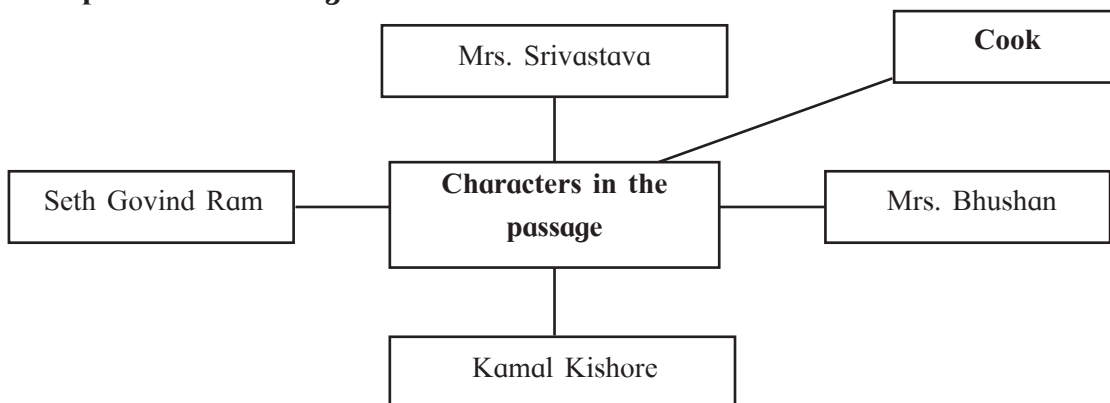 Mrs. Srivastava
Cook
Seth Govind Ram
Characters in the
passage
Mrs. Bhushan
Kamal Kishore